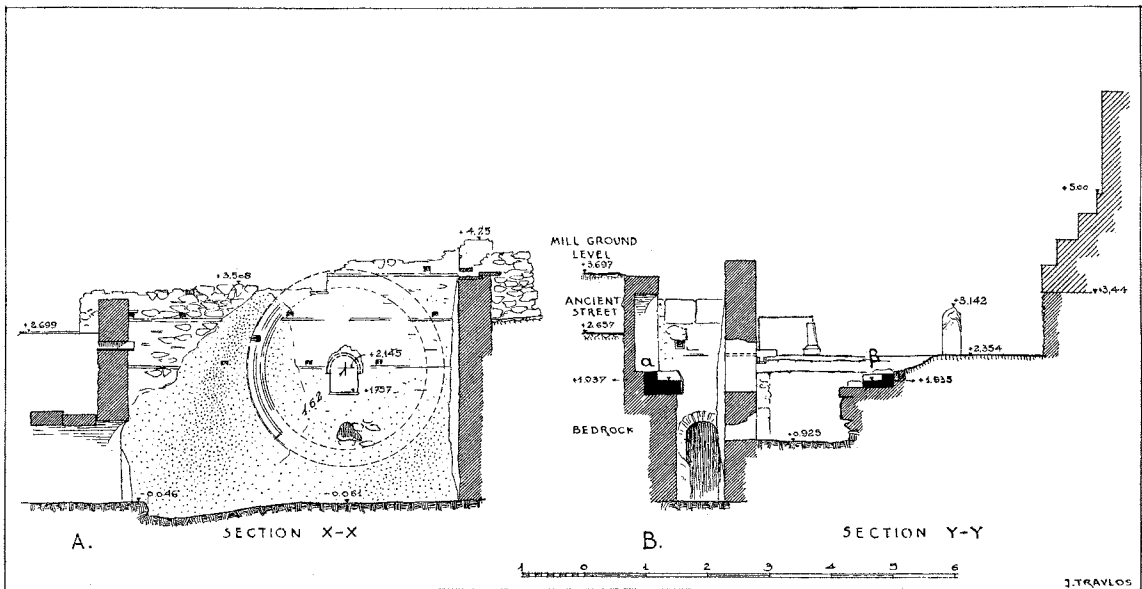 +4.25
+3.508
+2.699
+2.145
+1.757
1.62
-0.046
-0.061
A.
SECTION X-X
MILL GROUND
LEVEL
+3.697
ANCIENT
STREET
+2.657
α
+1.937
BEDROCK
+5.00
+3.44
+3.142
+2.354
β
+1.835
+0.925
B.
SECTION Y-Y
1 0 1 2 3 4 5 6
J. TRAVLOS